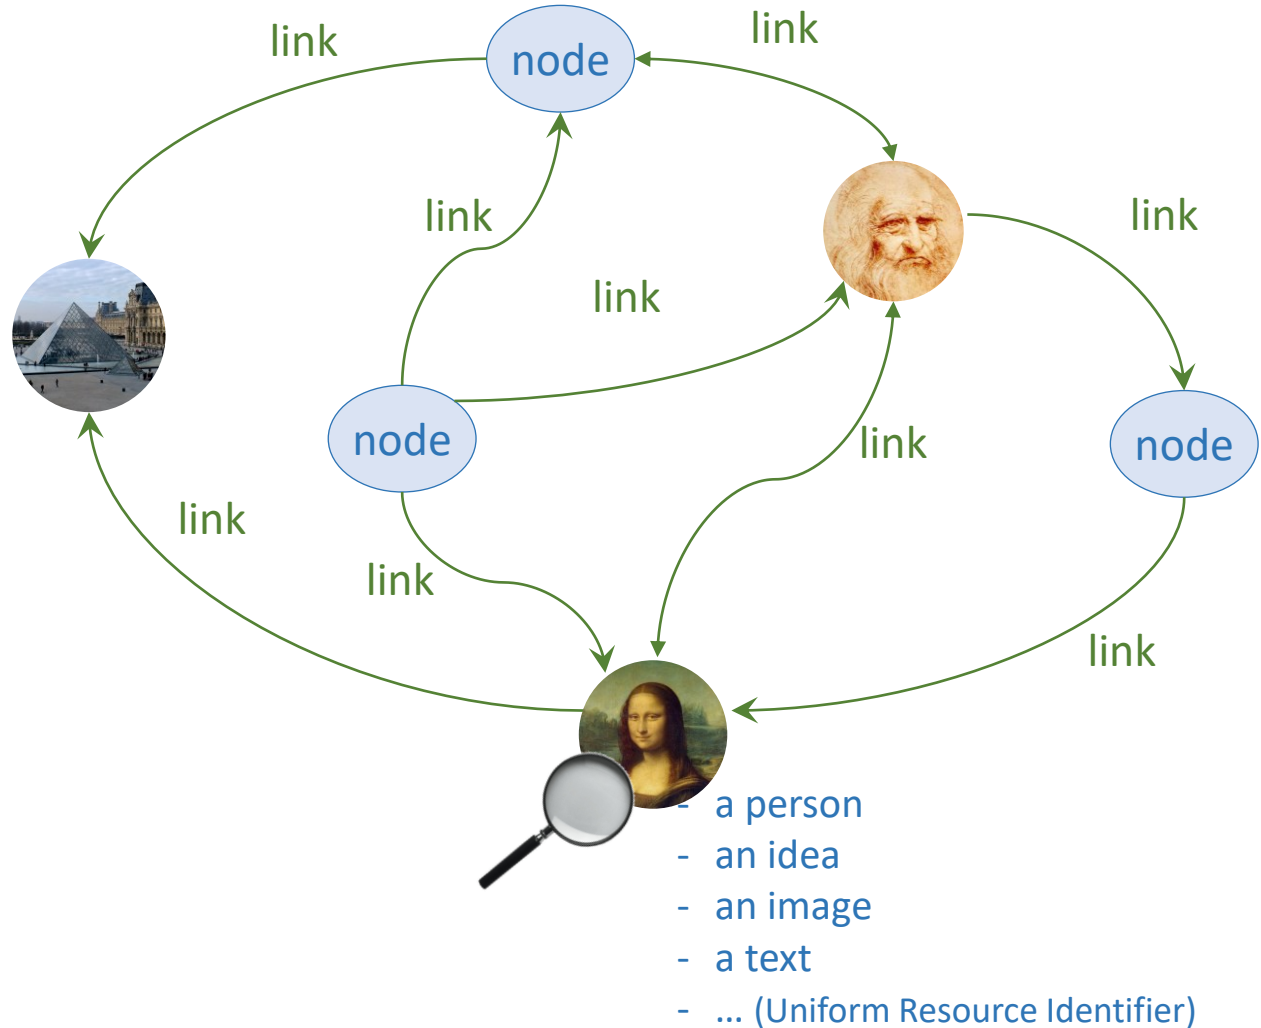 link
node
link
link
link
link
node
link
node
link
link
link
- a person
- an idea
- an image
- a text
- ... (Uniform Resource Identifier)